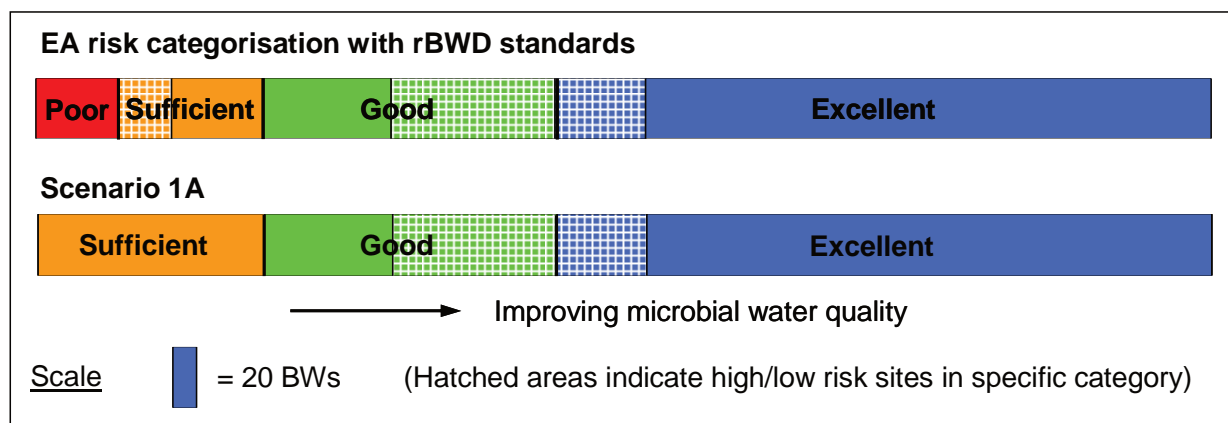 EA risk categorisation with rBWD standards
Poor Sufficient Good Excellent
Scenario 1A
Sufficient Good Excellent
Improving microbial water quality
Scale = 20 BWs (Hatched areas indicate high/low risk sites in specific category)